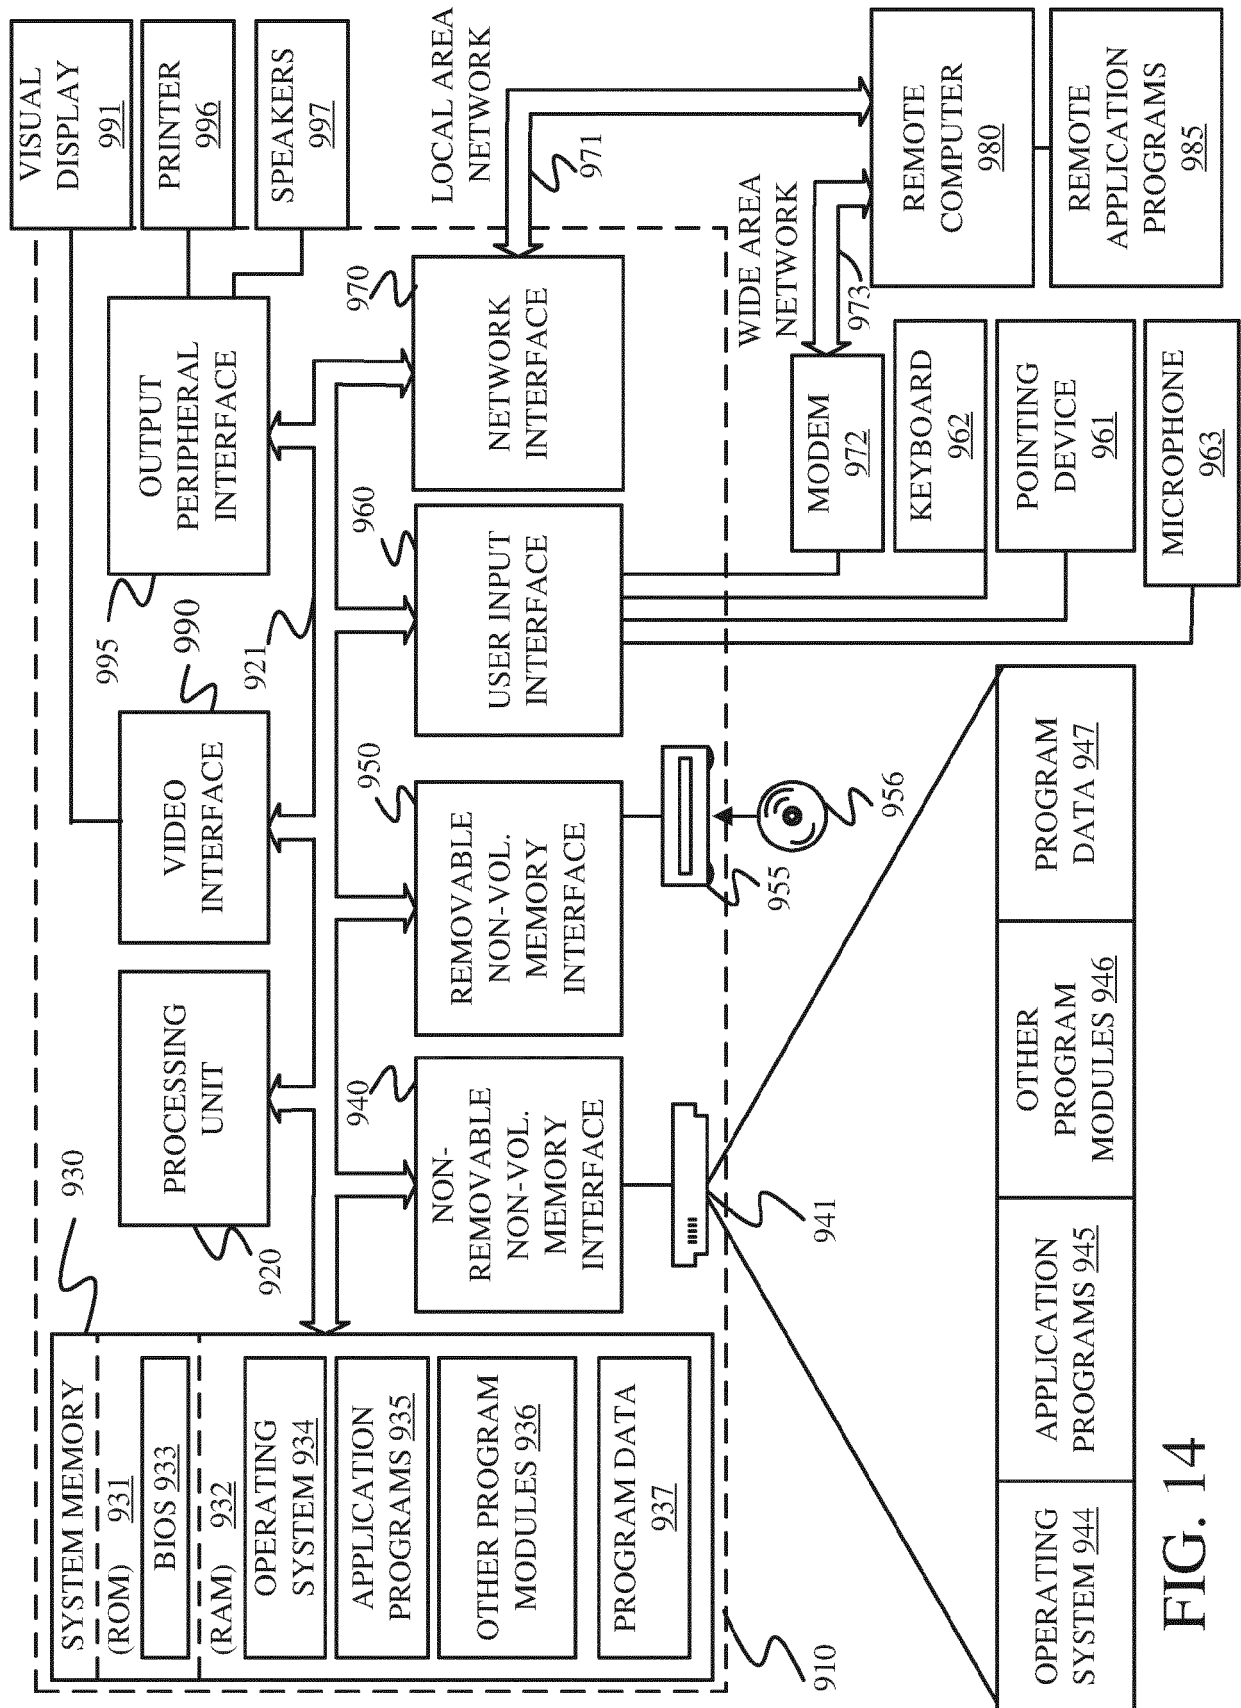 SYSTEM MEMORY
(ROM) 931
BIOS 933
(RAM) 932
OPERATING
SYSTEM 934
APPLICATION
PROGRAMS 935
OTHER PROGRAM
MODULES 936
PROGRAM DATA
937
930
PROCESSING
UNIT
920
VIDEO
INTERFACE
990
OUTPUT
PERIPHERAL
INTERFACE
995
921
VISUAL
DISPLAY
991
PRINTER
996
SPEAKERS
997
NON-
REMOVABLE
NON-VOL.
MEMORY
INTERFACE
940
REMOVABLE
NON-VOL.
MEMORY
INTERFACE
950
USER INPUT
INTERFACE
960
NETWORK
INTERFACE
970
LOCAL AREA
NETWORK
971
910
941
955
956
WIDE AREA
NETWORK
973
MODEM
972
KEYBOARD
962
POINTING
DEVICE
961
MICROPHONE
963
REMOTE
COMPUTER
980
REMOTE
APPLICATION
PROGRAMS
985
OPERATING
SYSTEM 944
APPLICATION
PROGRAMS 945
OTHER
PROGRAM
MODULES 946
PROGRAM
DATA 947
FIG. 14